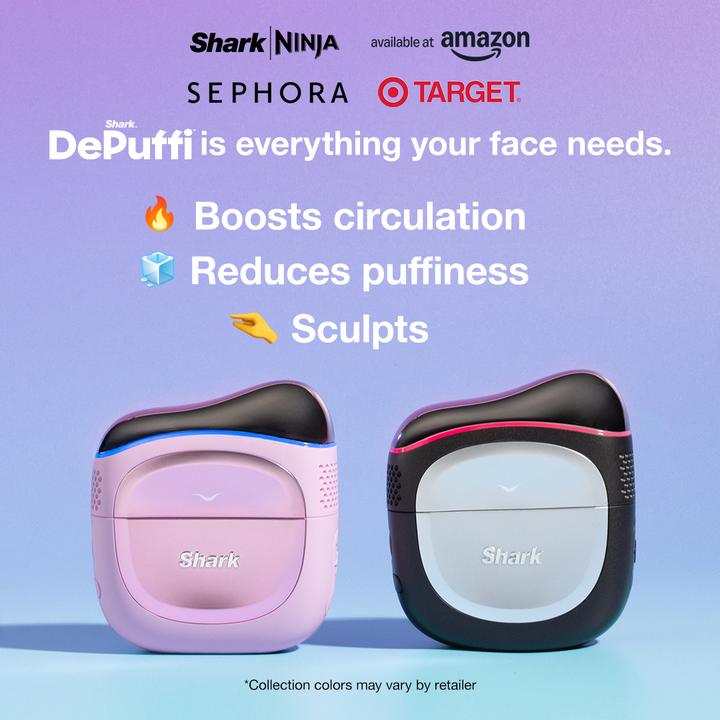 Shark | NINJA available at amazon
SEPHORA TARGET.
Shark.
DePuffi is everything your face needs.
🔥 Boosts circulation
🧊 Reduces puffiness
🫴 Sculpts
Shark Shark
*Collection colors may vary by retailer